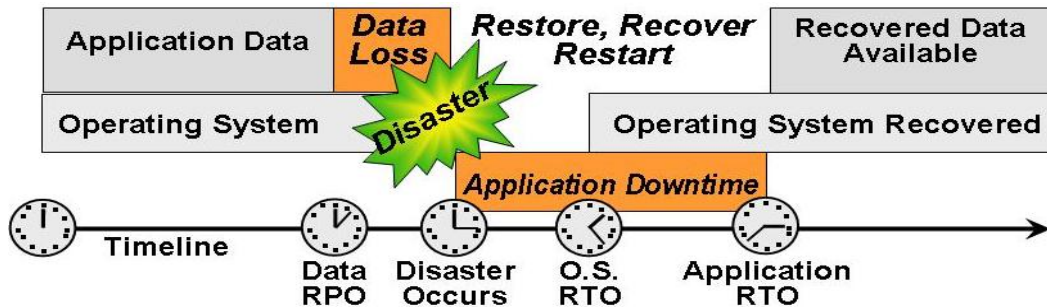 Application Data
Data
Loss
Restore, Recover
Restart
Recovered Data
Available
Operating System
Disaster
Operating System Recovered
Application Downtime
Timeline
Data
RPO
Disaster
Occurs
O.S.
RTO
Application
RTO